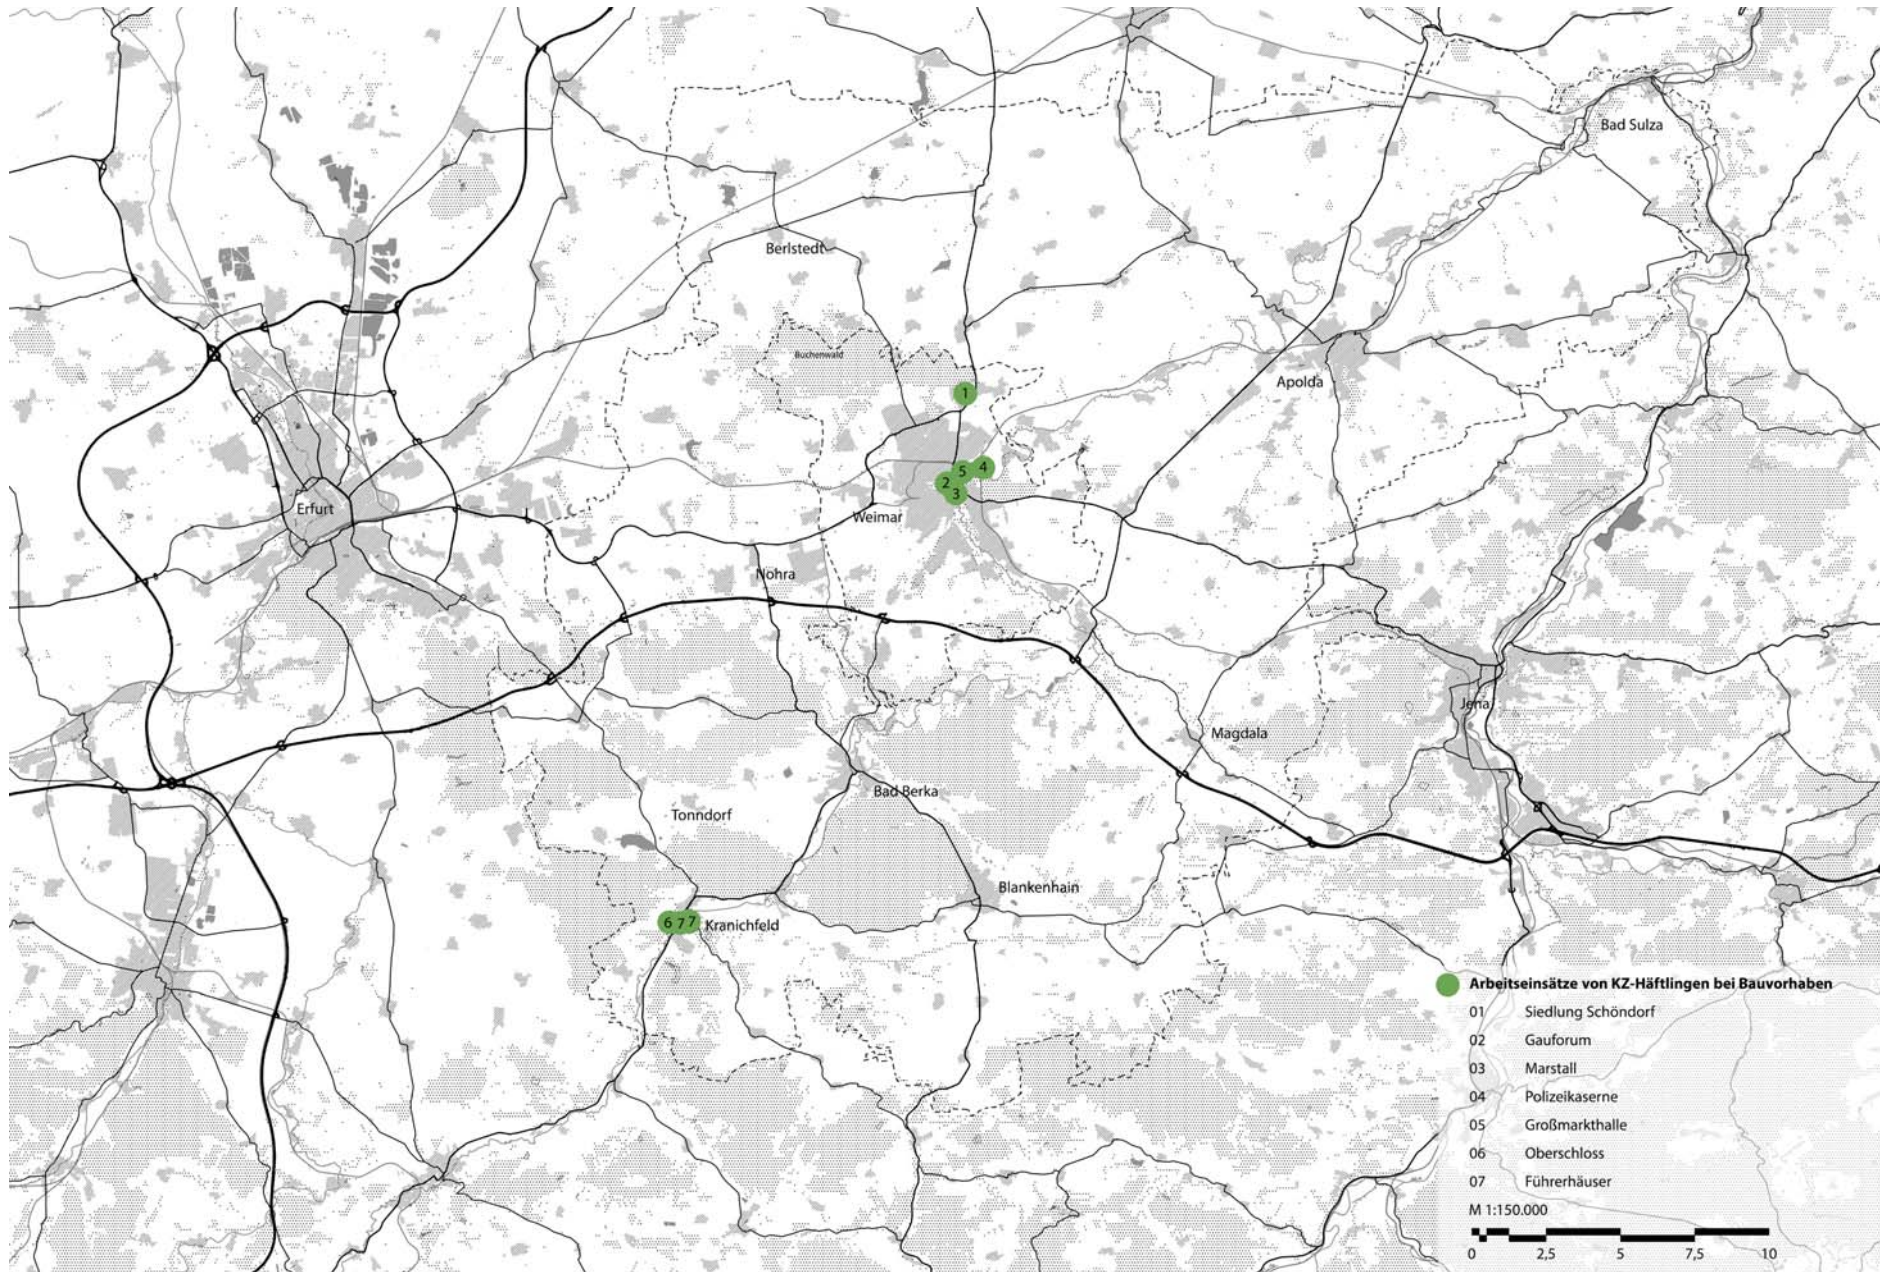 Bad Sulza
Berlstedt
Buchenwald
1
Apolda
5 4
2
3
Erfurt
Weimar
Nohra
Jena
Magdala
Bad Berka
Tonndorf
Blankenhain
6 7 7 Kranichfeld
Arbeitseinsätze von KZ-Häftlingen bei Bauvorhaben
01 Siedlung Schöndorf
02 Gauforum
03 Marstall
04 Polizeikaserne
05 Großmarkthalle
06 Oberschloss
07 Führerhäuser
M 1:150.000
0 2,5 5 7,5 10